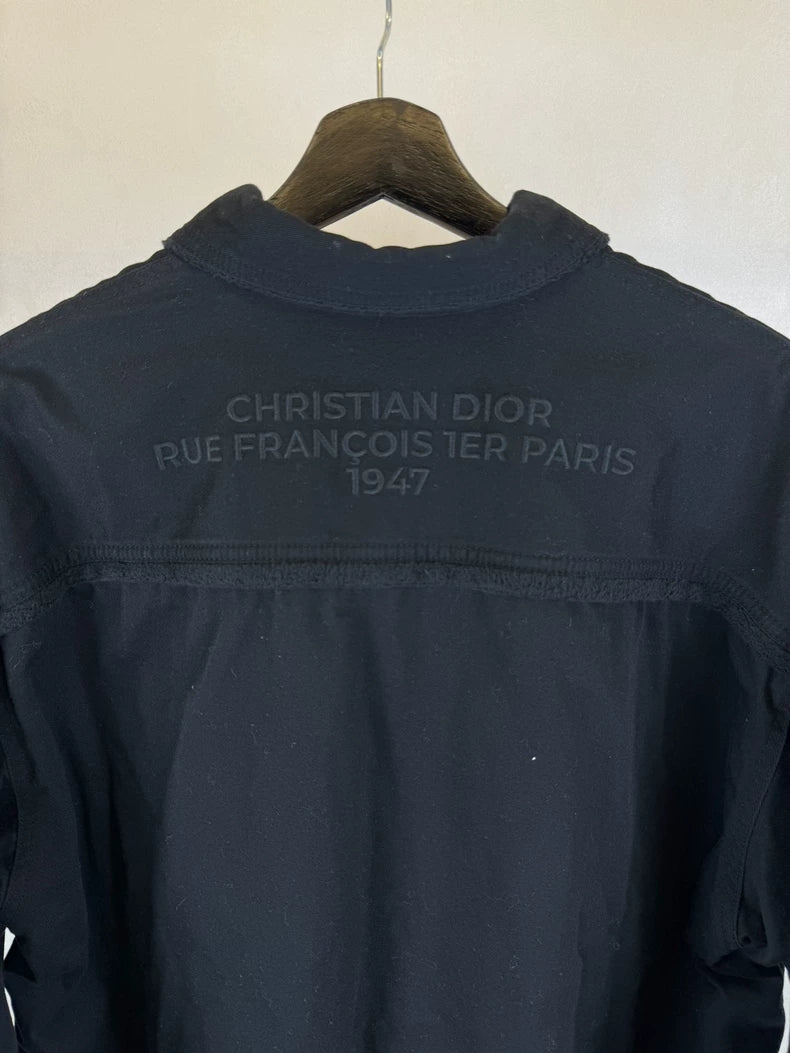 CHRISTIAN DIOR
RUE FRANÇOIS 1ER PARIS
1947